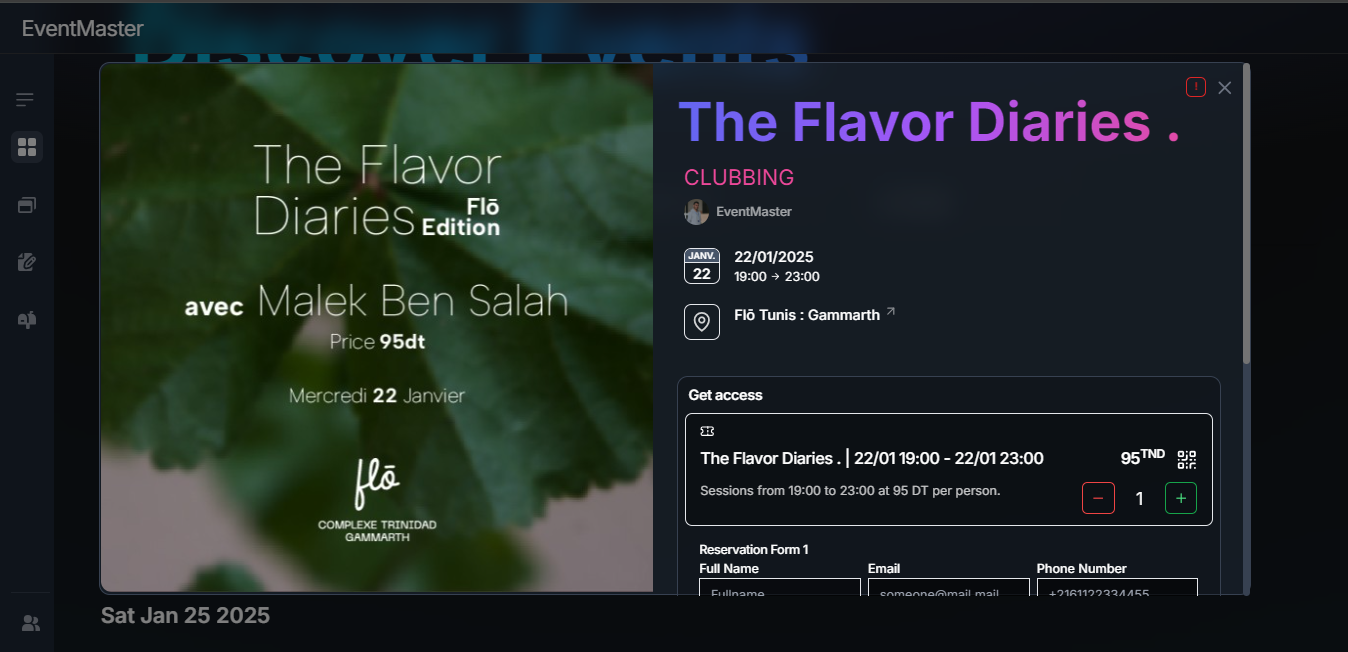 EventMaster
Discover Events
The Flavor
Diaries Flō
Edition
avec Malek Ben Salah
Price 95dt
Mercredi 22 Janvier
flō
COMPLEXE TRINIDAD
GAMMARTH
!
The Flavor Diaries .
CLUBBING
EventMaster
JANV.
22
22/01/2025
19:00 → 23:00
Flō Tunis : Gammarth ↗
Get access
The Flavor Diaries . | 22/01 19:00 - 22/01 23:00
95TND
Sessions from 19:00 to 23:00 at 95 DT per person.
− 1 +
Reservation Form 1
Full Name Email Phone Number
Fullname someone@mail.mail +2161122334455
Sat Jan 25 2025